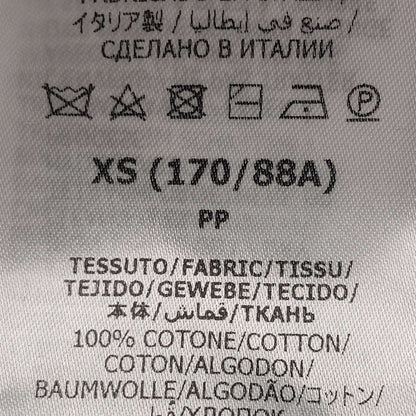 イタリア製 / صنع في إيطاليا /
СДЕЛАНО В ИТАЛИИ
P
XS (170/88A)
PP
TESSUTO/FABRIC/TISSU/
TEJIDO/GEWEBE/TECIDO/
本体/قماش/ТКАНЬ
100% COTONE/COTTON/
COTON/ALGODON/
BAUMWOLLE/ALGODÃO/コットン/